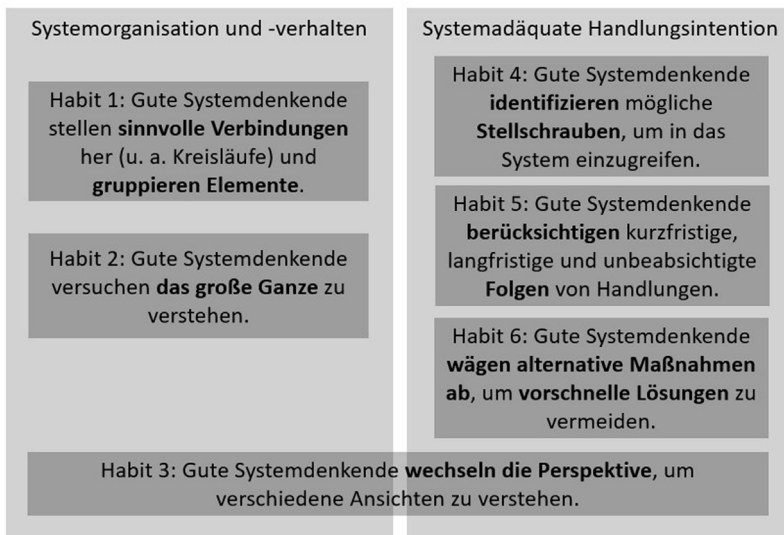 Systemorganisation und -verhalten
Habit 1: Gute Systemdenkende
stellen sinnvolle Verbindungen
her (u. a. Kreisläufe) und
gruppieren Elemente.
Habit 2: Gute Systemdenkende
versuchen das große Ganze zu
verstehen.
Systemadäquate Handlungsintention
Habit 4: Gute Systemdenkende
identifizieren mögliche
Stellschrauben, um in das
System einzugreifen.
Habit 5: Gute Systemdenkende
berücksichtigen kurzfristige,
langfristige und unbeabsichtigte
Folgen von Handlungen.
Habit 6: Gute Systemdenkende
wägen alternative Maßnahmen
ab, um vorschnelle Lösungen zu
vermeiden.
Habit 3: Gute Systemdenkende wechseln die Perspektive, um
verschiedene Ansichten zu verstehen.